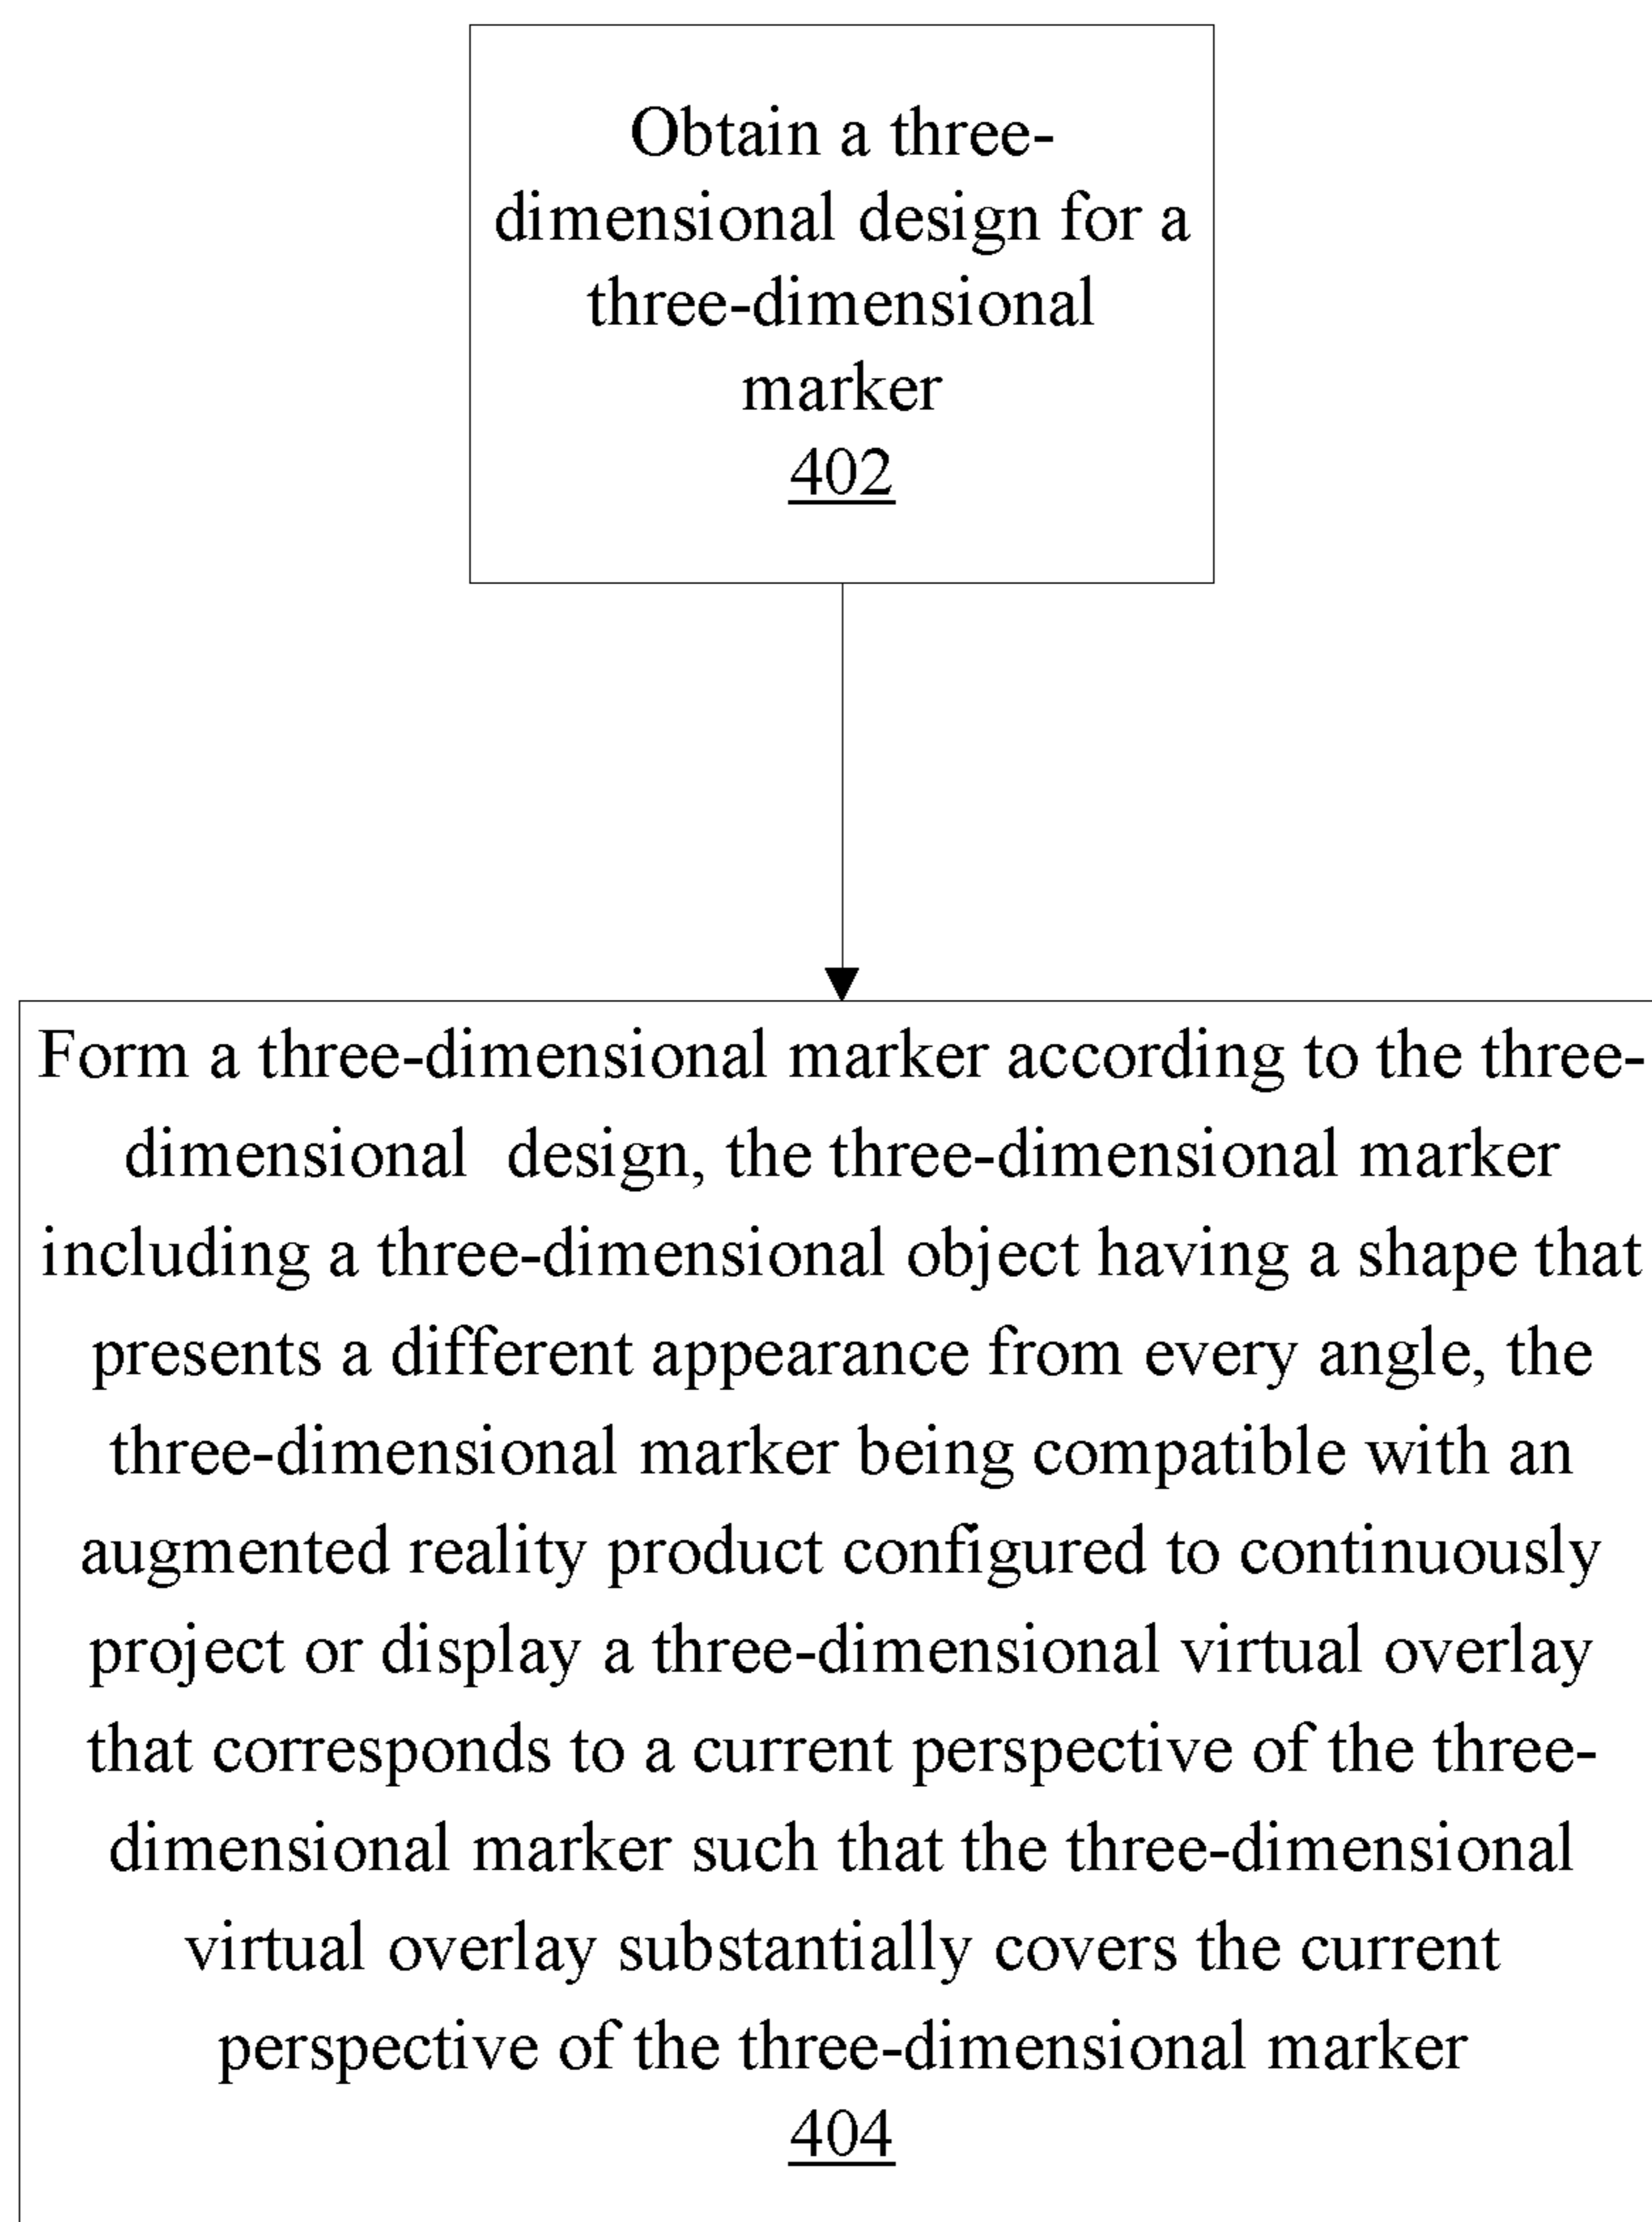 Obtain a three-
dimensional design for a
three-dimensional
marker
402
Form a three-dimensional marker according to the three-
dimensional  design, the three-dimensional marker
including a three-dimensional object having a shape that
presents a different appearance from every angle, the
three-dimensional marker being compatible with an
augmented reality product configured to continuously
project or display a three-dimensional virtual overlay
that corresponds to a current perspective of the three-
dimensional marker such that the three-dimensional
virtual overlay substantially covers the current
perspective of the three-dimensional marker
404